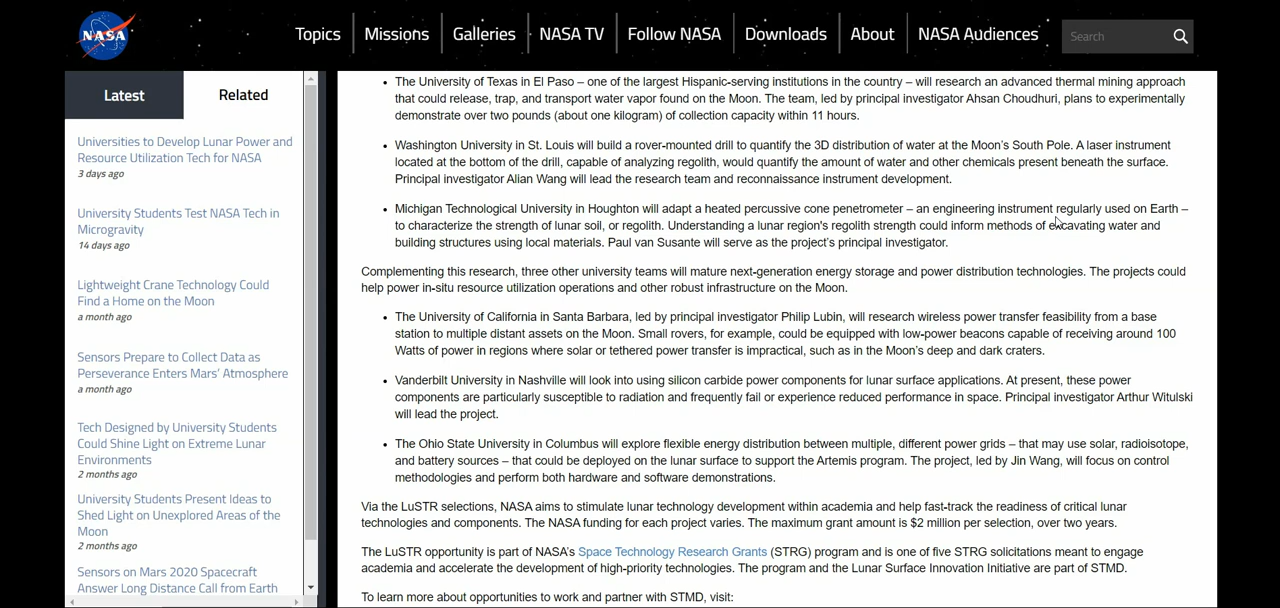 NASA
Topics
Missions
Galleries
NASA TV
Follow NASA
Downloads
About
NASA Audiences
Search
Latest
Related
Universities to Develop Lunar Power and
Resource Utilization Tech for NASA
3 days ago
University Students Test NASA Tech in
Microgravity
14 days ago
Lightweight Crane Technology Could
Find a Home on the Moon
a month ago
Sensors Prepare to Collect Data as
Perseverance Enters Mars' Atmosphere
a month ago
Tech Designed by University Students
Could Shine Light on Extreme Lunar
Environments
2 months ago
University Students Present Ideas to
Shed Light on Unexplored Areas of the
Moon
2 months ago
Sensors on Mars 2020 Spacecraft
Answer Long Distance Call from Earth
• The University of Texas in El Paso – one of the largest Hispanic-serving institutions in the country – will research an advanced thermal mining approach
that could release, trap, and transport water vapor found on the Moon. The team, led by principal investigator Ahsan Choudhuri, plans to experimentally
demonstrate over two pounds (about one kilogram) of collection capacity within 11 hours.
• Washington University in St. Louis will build a rover-mounted drill to quantify the 3D distribution of water at the Moon's South Pole. A laser instrument
located at the bottom of the drill, capable of analyzing regolith, would quantify the amount of water and other chemicals present beneath the surface.
Principal investigator Alian Wang will lead the research team and reconnaissance instrument development.
• Michigan Technological University in Houghton will adapt a heated percussive cone penetrometer – an engineering instrument regularly used on Earth –
to characterize the strength of lunar soil, or regolith. Understanding a lunar region's regolith strength could inform methods of excavating water and
building structures using local materials. Paul van Susante will serve as the project's principal investigator.
Complementing this research, three other university teams will mature next-generation energy storage and power distribution technologies. The projects could
help power in-situ resource utilization operations and other robust infrastructure on the Moon.
• The University of California in Santa Barbara, led by principal investigator Philip Lubin, will research wireless power transfer feasibility from a base
station to multiple distant assets on the Moon. Small rovers, for example, could be equipped with low-power beacons capable of receiving around 100
Watts of power in regions where solar or tethered power transfer is impractical, such as in the Moon's deep and dark craters.
• Vanderbilt University in Nashville will look into using silicon carbide power components for lunar surface applications. At present, these power
components are particularly susceptible to radiation and frequently fail or experience reduced performance in space. Principal investigator Arthur Witulski
will lead the project.
• The Ohio State University in Columbus will explore flexible energy distribution between multiple, different power grids – that may use solar, radioisotope,
and battery sources – that could be deployed on the lunar surface to support the Artemis program. The project, led by Jin Wang, will focus on control
methodologies and perform both hardware and software demonstrations.
Via the LuSTR selections, NASA aims to stimulate lunar technology development within academia and help fast-track the readiness of critical lunar
technologies and components. The NASA funding for each project varies. The maximum grant amount is $2 million per selection, over two years.
The LuSTR opportunity is part of NASA's Space Technology Research Grants (STRG) program and is one of five STRG solicitations meant to engage
academia and accelerate the development of high-priority technologies. The program and the Lunar Surface Innovation Initiative are part of STMD.
To learn more about opportunities to work and partner with STMD, visit: